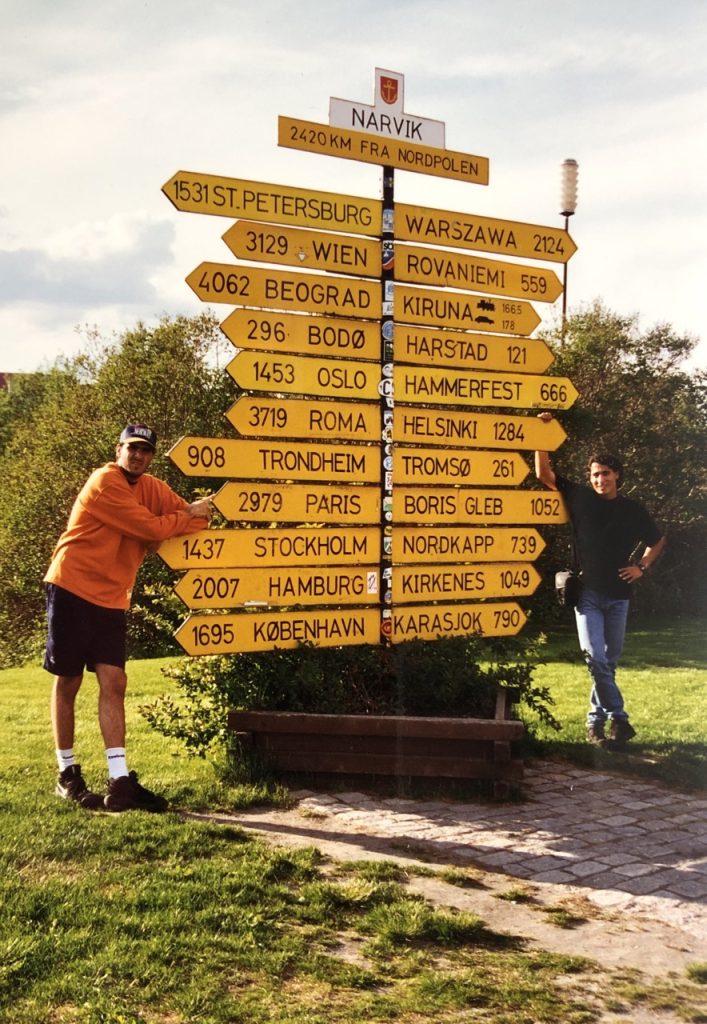 NARVIK
2420 KM FRA NORDPOLEN
1531 ST. PETERSBURG
WARSZAWA 2124
3129 WIEN
ROVANIEMI 559
4062 BEOGRAD
KIRUNA 1665 178
296 BODØ
HARSTAD 121
1453 OSLO
HAMMERFEST 666
3719 ROMA
HELSINKI 1284
908 TRONDHEIM
TROMSØ 261
2979 PARIS
BORIS GLEB 1052
1437 STOCKHOLM
NORDKAPP 739
2007 HAMBURG
KIRKENES 1049
1695 KØBENHAVN
KARASJOK 790